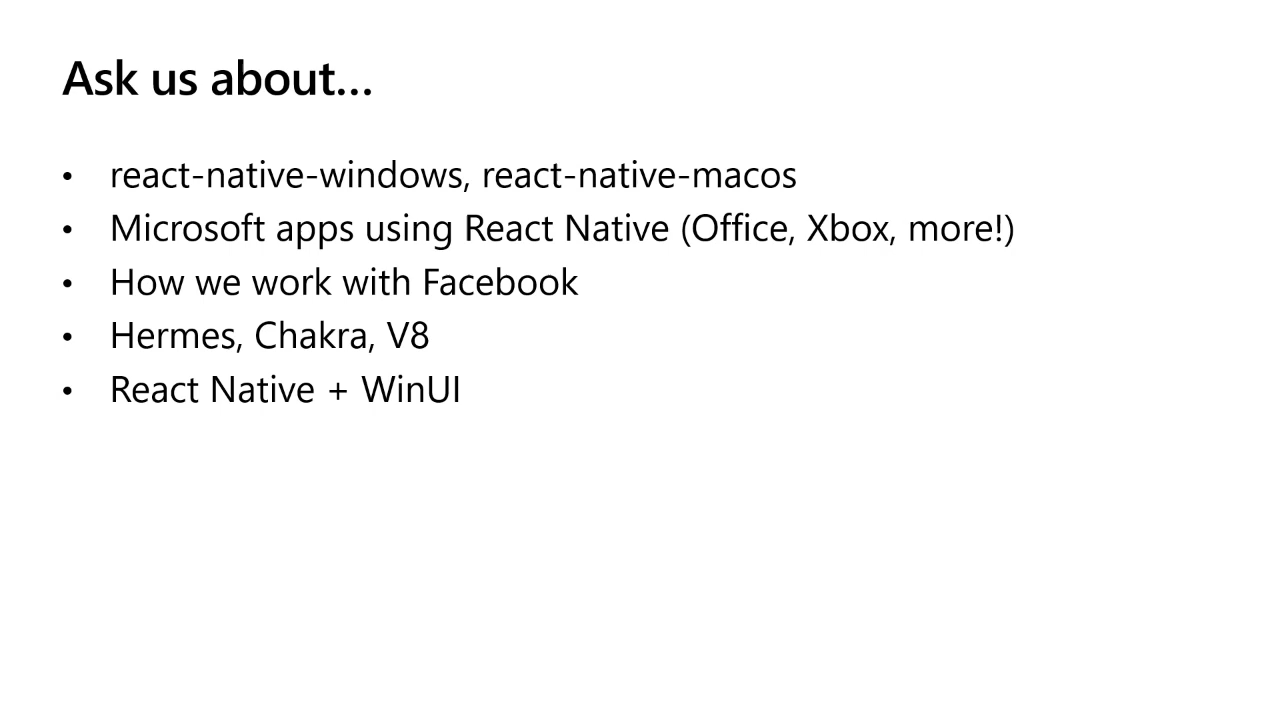 Ask us about...
• react-native-windows, react-native-macos
• Microsoft apps using React Native (Office, Xbox, more!)
• How we work with Facebook
• Hermes, Chakra, V8
• React Native + WinUI